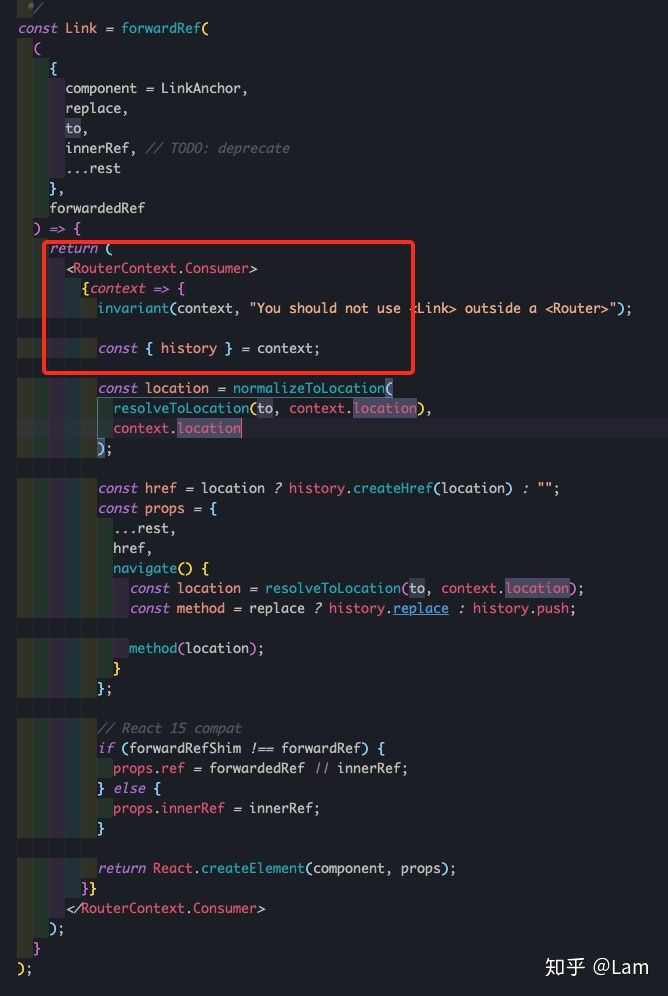 */
const Link = forwardRef(
  (
    {
      component = LinkAnchor,
      replace,
      to,
      innerRef, // TODO: deprecate
      ...rest
    },
    forwardedRef
  ) => {
    return (
      <RouterContext.Consumer>
        {context => {
          invariant(context, "You should not use <Link> outside a <Router>");
          const { history } = context;
          const location = normalizeToLocation(
            resolveToLocation(to, context.location),
            context.location
          );
          const href = location ? history.createHref(location) : "";
          const props = {
            ...rest,
            href,
            navigate() {
              const location = resolveToLocation(to, context.location);
              const method = replace ? history.replace : history.push;
              method(location);
            }
          };
          // React 15 compat
          if (forwardRefShim !== forwardRef) {
            props.ref = forwardedRef || innerRef;
          } else {
            props.innerRef = innerRef;
          }
          return React.createElement(component, props);
        }}
      </RouterContext.Consumer>
    );
  }
);
知乎 @Lam